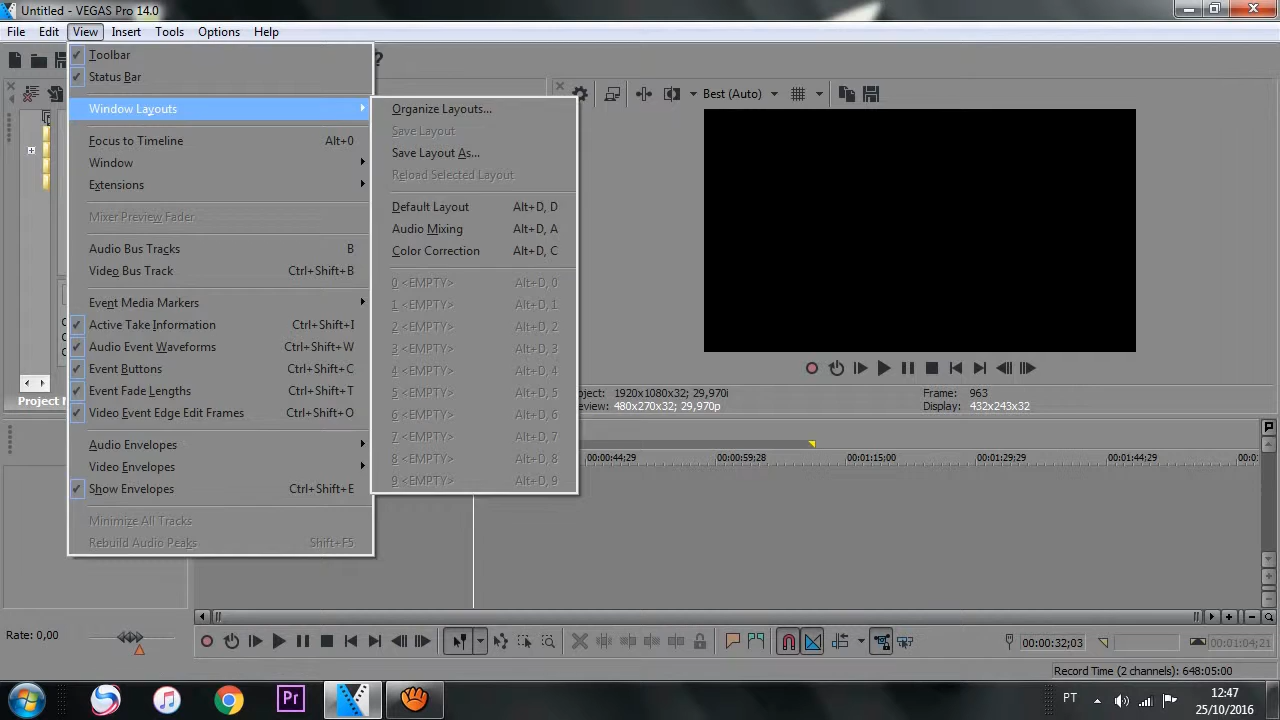 Untitled - VEGAS Pro 14.0
File Edit View Insert Tools Options Help
Toolbar
Status Bar
Window Layouts
Focus to Timeline Alt+0
Window
Extensions
Mixer Preview Fader
Audio Bus Tracks B
Video Bus Track Ctrl+Shift+B
Event Media Markers
Active Take Information Ctrl+Shift+I
Audio Event Waveforms Ctrl+Shift+W
Event Buttons Ctrl+Shift+C
Event Fade Lengths Ctrl+Shift+T
Video Event Edge Edit Frames Ctrl+Shift+O
Audio Envelopes
Video Envelopes
Show Envelopes Ctrl+Shift+E
Minimize All Tracks
Rebuild Audio Peaks Shift+F5
Organize Layouts...
Save Layout
Save Layout As...
Reload Selected Layout
Default Layout Alt+D, D
Audio Mixing Alt+D, A
Color Correction Alt+D, C
0 <EMPTY> Alt+D, 0
1 <EMPTY> Alt+D, 1
2 <EMPTY> Alt+D, 2
3 <EMPTY> Alt+D, 3
4 <EMPTY> Alt+D, 4
5 <EMPTY> Alt+D, 5
6 <EMPTY> Alt+D, 6
7 <EMPTY> Alt+D, 7
8 <EMPTY> Alt+D, 8
9 <EMPTY> Alt+D, 9
Best (Auto)
oject: 1920x1080x32; 29,970i Frame: 963
eview: 480x270x32; 29,970p Display: 432x243x32
Project M
00:00:44;29 00:00:59;28 00:01:15;00 00:01:29;29 00:01:44;29 00:0
Rate: 0,00
00:00:32;03 00:01:04;21
Record Time (2 channels): 648:05:00
Pr
PT
12:47
25/10/2016